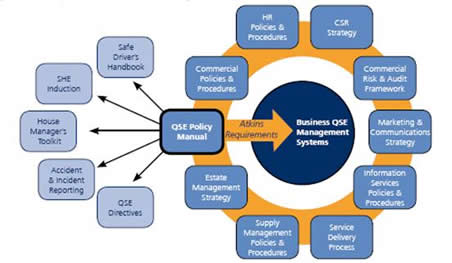 HR
Policies &
Procedures
CSR
Strategy
Safe
Driver's
Handbook
SHE
Induction
Commercial
Policies &
Procedures
Commercial
Risk & Audit
Framework
House
Manager's
Toolkit
QSE Policy
Manual
Atkins
Requirements
Business QSE
Management
Systems
Marketing &
Communications
Strategy
Accident
& Incident
Reporting
QSE
Directives
Estate
Management
Strategy
Information
Services
Policies &
Procedures
Supply
Management
Policies &
Procedures
Service
Delivery
Process